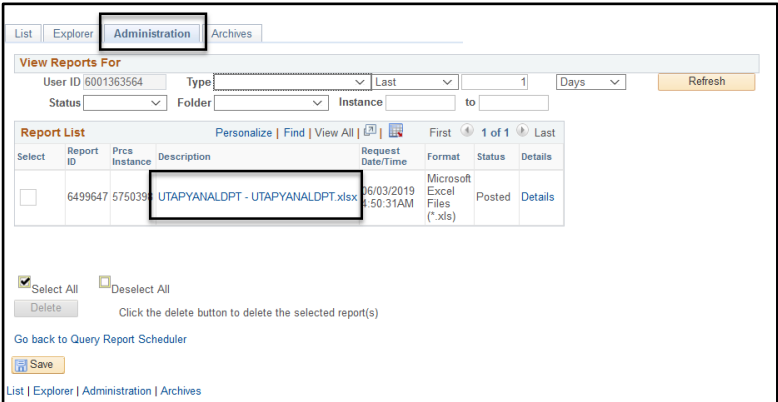 List Explorer Administration Archives
View Reports For
User ID 6001363564 Type Last 1 Days Refresh
Status Folder Instance to
Report List Personalize | Find | View All | | First 1 of 1 Last
Select Report ID Prcs Instance Description Request Date/Time Format Status Details
6499647 575039 UTAPYANALDPT - UTAPYANALDPT.xlsx 06/03/2019 4:50:31AM Microsoft Excel Files (*.xls) Posted Details
Select All Deselect All
Delete Click the delete button to delete the selected report(s)
Go back to Query Report Scheduler
Save
List | Explorer | Administration | Archives